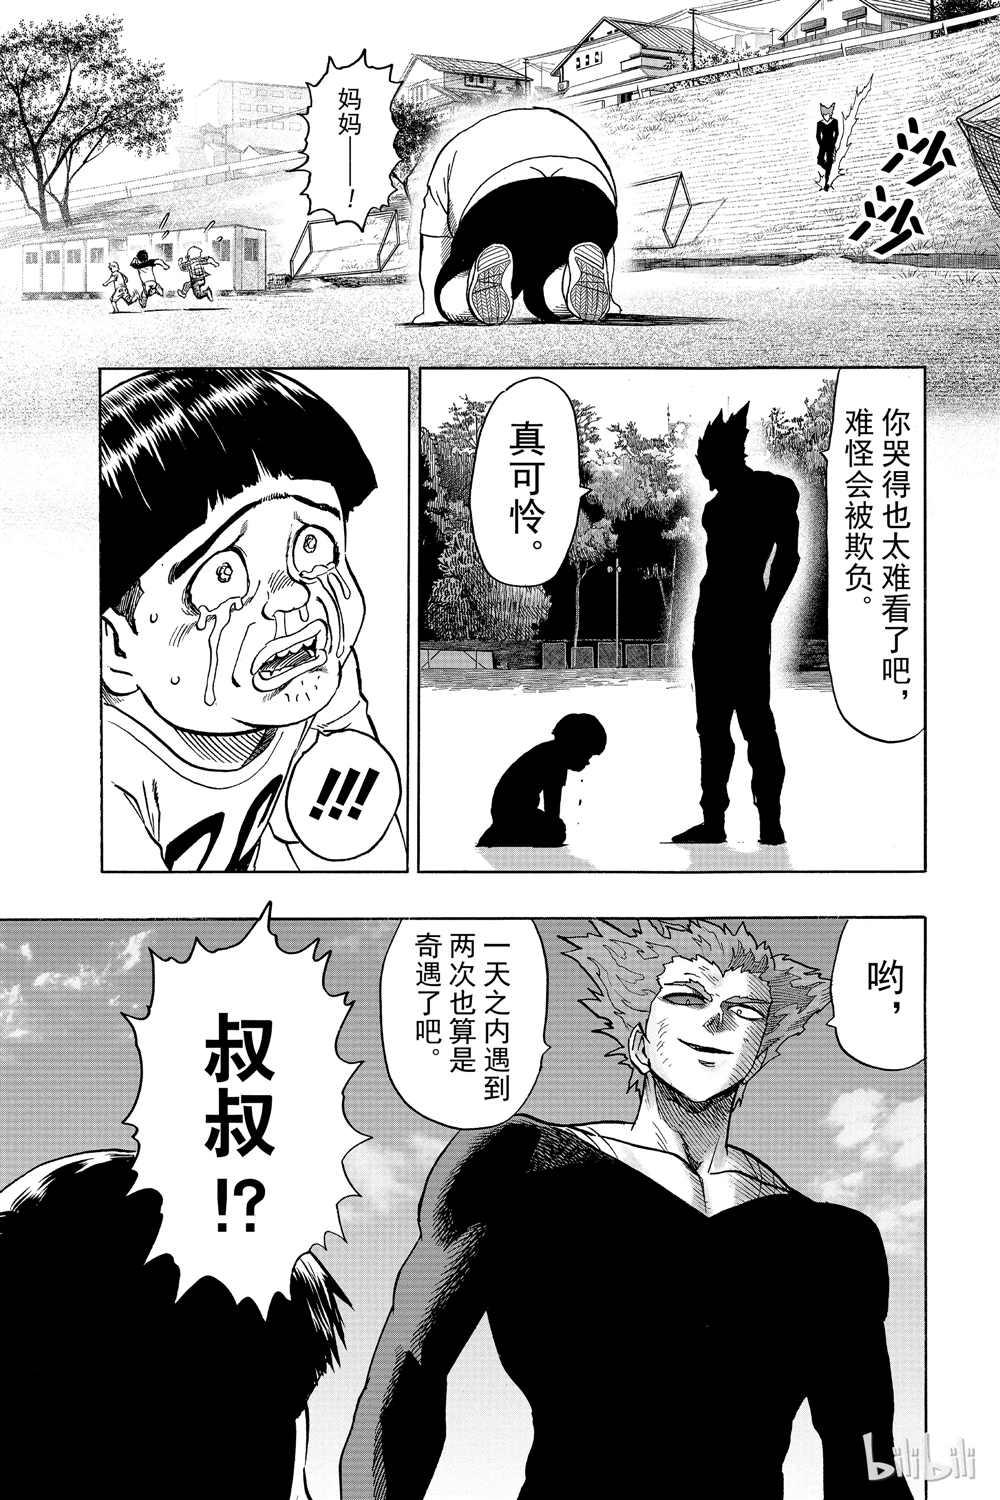 妈妈——！
沙
沙
你哭得也太难看了吧，
难怪会被欺负。
真可怜。
!!!
哟，
一天之内遇到
两次也算是
奇遇了吧。
叔叔!?
bilibili